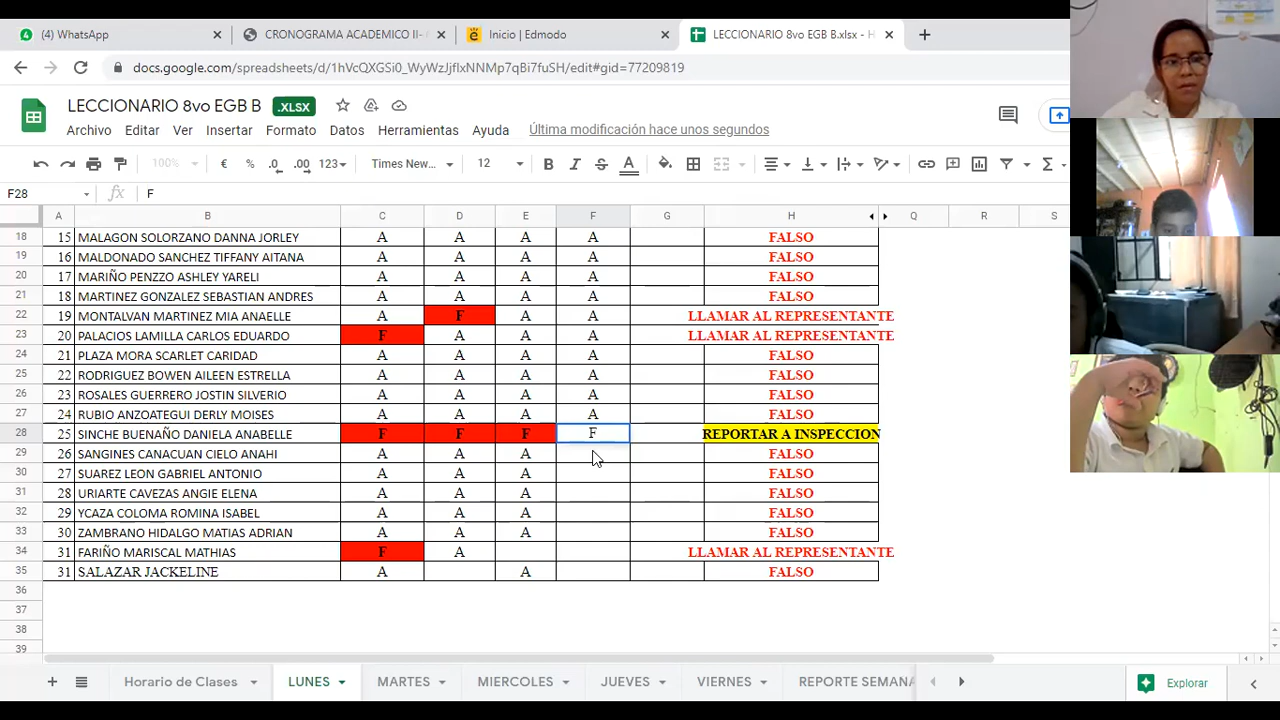 4 (4) WhatsApp × CRONOGRAMA ACADEMICO II- ( × Inicio | Edmodo × LECCIONARIO 8vo EGB B.xlsx - H × +
docs.google.com/spreadsheets/d/1hVcQXGSi0_WyWzJjfIxNNMp7qBi7fuSH/edit#gid=77209819
LECCIONARIO 8vo EGB B .XLSX
Archivo Editar Ver Insertar Formato Datos Herramientas Ayuda Última modificación hace unos segundos
100% € % .0 .00 123 Times New... 12 B I S A
F28 fx F
A B C D E F G H Q R S
18 15 MALAGON SOLORZANO DANNA JORLEY A A A A FALSO
19 16 MALDONADO SANCHEZ TIFFANY AITANA A A A A FALSO
20 17 MARIÑO PENZZO ASHLEY YARELI A A A A FALSO
21 18 MARTINEZ GONZALEZ SEBASTIAN ANDRES A A A A FALSO
22 19 MONTALVAN MARTINEZ MIA ANAELLE A F A A LLAMAR AL REPRESENTANTE
23 20 PALACIOS LAMILLA CARLOS EDUARDO F A A A LLAMAR AL REPRESENTANTE
24 21 PLAZA MORA SCARLET CARIDAD A A A A FALSO
25 22 RODRIGUEZ BOWEN AILEEN ESTRELLA A A A A FALSO
26 23 ROSALES GUERRERO JOSTIN SILVERIO A A A A FALSO
27 24 RUBIO ANZOATEGUI DERLY MOISES A A A A FALSO
28 25 SINCHE BUENAÑO DANIELA ANABELLE F F F F REPORTAR A INSPECCION
29 26 SANGINES CANACUAN CIELO ANAHI A A A FALSO
30 27 SUAREZ LEON GABRIEL ANTONIO A A A FALSO
31 28 URIARTE CAVEZAS ANGIE ELENA A A A FALSO
32 29 YCAZA COLOMA ROMINA ISABEL A A A FALSO
33 30 ZAMBRANO HIDALGO MATIAS ADRIAN A A A FALSO
34 31 FARIÑO MARISCAL MATHIAS F A LLAMAR AL REPRESENTANTE
35 31 SALAZAR JACKELINE A A FALSO
36
37
38
39
+ Horario de Clases LUNES MARTES MIERCOLES JUEVES VIERNES REPORTE SEMANA Explorar